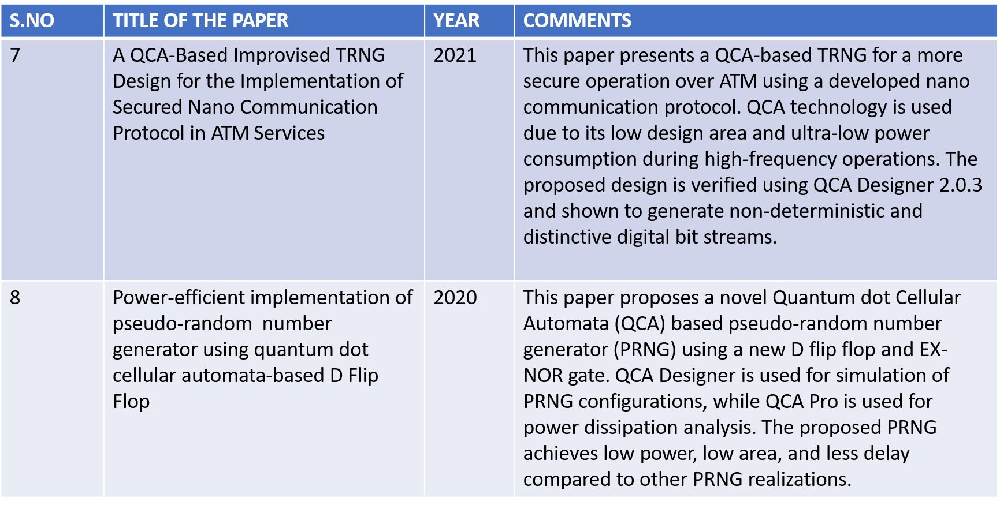 S.NO TITLE OF THE PAPER YEAR COMMENTS
7
A QCA-Based Improvised TRNG
Design for the Implementation of
Secured Nano Communication
Protocol in ATM Services
2021
This paper presents a QCA-based TRNG for a more
secure operation over ATM using a developed nano
communication protocol. QCA technology is used
due to its low design area and ultra-low power
consumption during high-frequency operations. The
proposed design is verified using QCA Designer 2.0.3
and shown to generate non-deterministic and
distinctive digital bit streams.
8
Power-efficient implementation of
pseudo-random  number
generator using quantum dot
cellular automata-based D Flip
Flop
2020
This paper proposes a novel Quantum dot Cellular
Automata (QCA) based pseudo-random number
generator (PRNG) using a new D flip flop and EX-
NOR gate. QCA Designer is used for simulation of
PRNG configurations, while QCA Pro is used for
power dissipation analysis. The proposed PRNG
achieves low power, low area, and less delay
compared to other PRNG realizations.